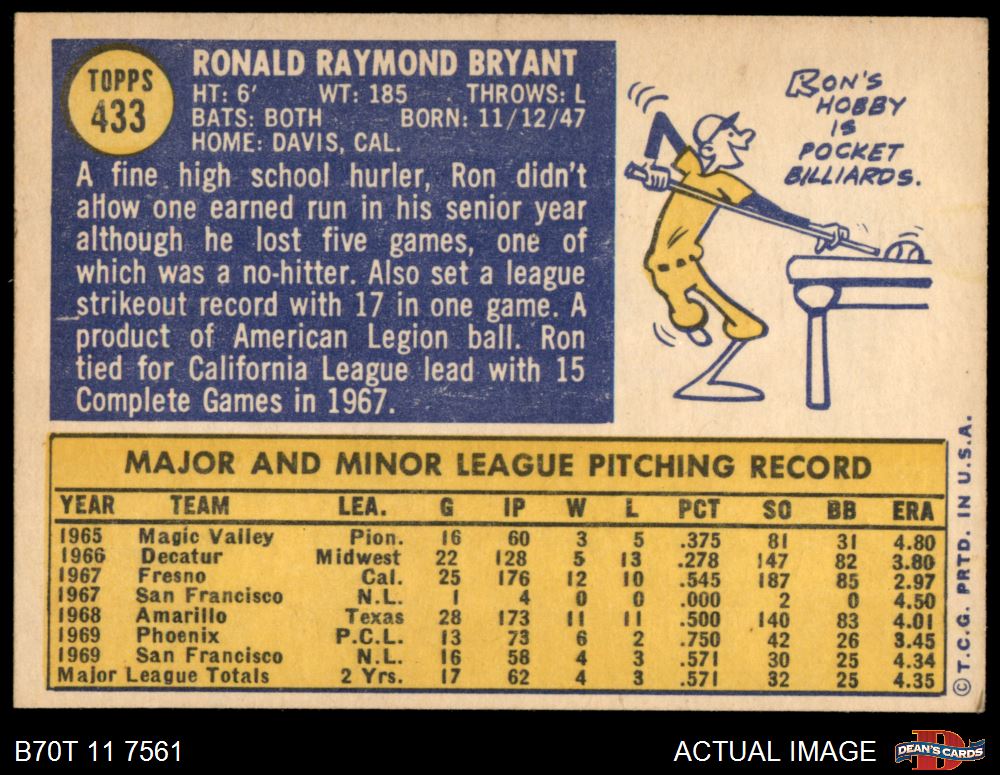 TOPPS
433
RONALD RAYMOND BRYANT
HT: 6' WT: 185 THROWS: L
BATS: BOTH BORN: 11/12/47
HOME: DAVIS, CAL.
A fine high school hurler, Ron didn't
allow one earned run in his senior year
although he lost five games, one of
which was a no-hitter. Also set a league
strikeout record with 17 in one game. A
product of American Legion ball. Ron
tied for California League lead with 15
Complete Games in 1967.
RON'S
HOBBY
IS
POCKET
BILLIARDS.
MAJOR AND MINOR LEAGUE PITCHING RECORD
YEAR TEAM LEA. G IP W L PCT SO BB ERA
1965 Magic Valley Pion. 16 60 3 5 .375 81 31 4.80
1966 Decatur Midwest 22 128 5 13 .278 147 82 3.80
1967 Fresno Cal. 25 176 12 10 .545 187 85 2.97
1967 San Francisco N.L. 1 4 0 0 .000 2 0 4.50
1968 Amarillo Texas 28 173 11 11 .500 140 83 4.01
1969 Phoenix P.C.L. 13 73 6 2 .750 42 26 3.45
1969 San Francisco N.L. 16 58 4 3 .571 30 25 4.34
Major League Totals 2 Yrs. 17 62 4 3 .571 32 25 4.35
© T.C.G. PRTD. IN U.S.A.
B70T 11 7561
ACTUAL IMAGE
DEAN'S CARDS